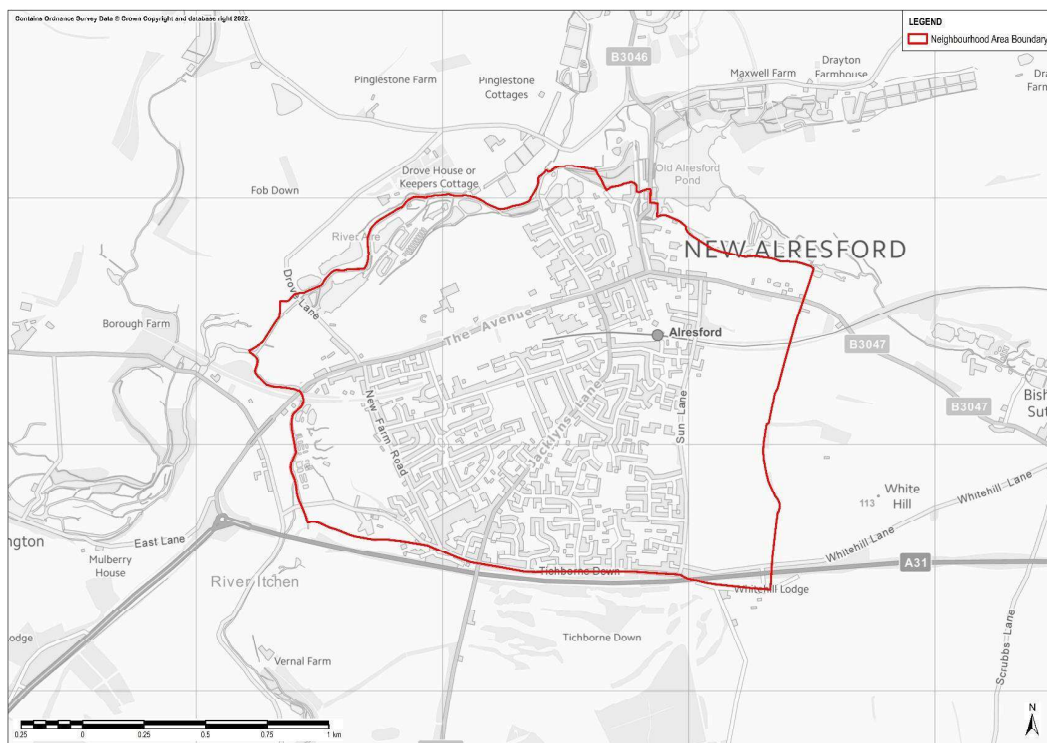 Contains Ordnance Survey Data © Crown Copyright and database right 2022.
LEGEND
Neighbourhood Area Boundary
B3046
Drayton
Farmhouse
Maxwell Farm
Pinglestone Farm
Pinglestone
Cottages
Drove House or
Keepers Cottage
Old Alresford
Pond
Fob Down
River Alre
NEW ALRESFORD
Drove Lane
Borough Farm
The Avenue
Alresford
B3047
B3047
New Farm Road
Jacklyns Lane
Sun Lane
White
Hill
113
Whitehill Lane
Whitehill Lane
East Lane
Mulberry
House
A31
River Itchen
Tichborne Down
Whitehill Lodge
Tichborne Down
Scrubbs Lane
Vernal Farm
0.25 0 0.25 0.5 0.75 1 km
N